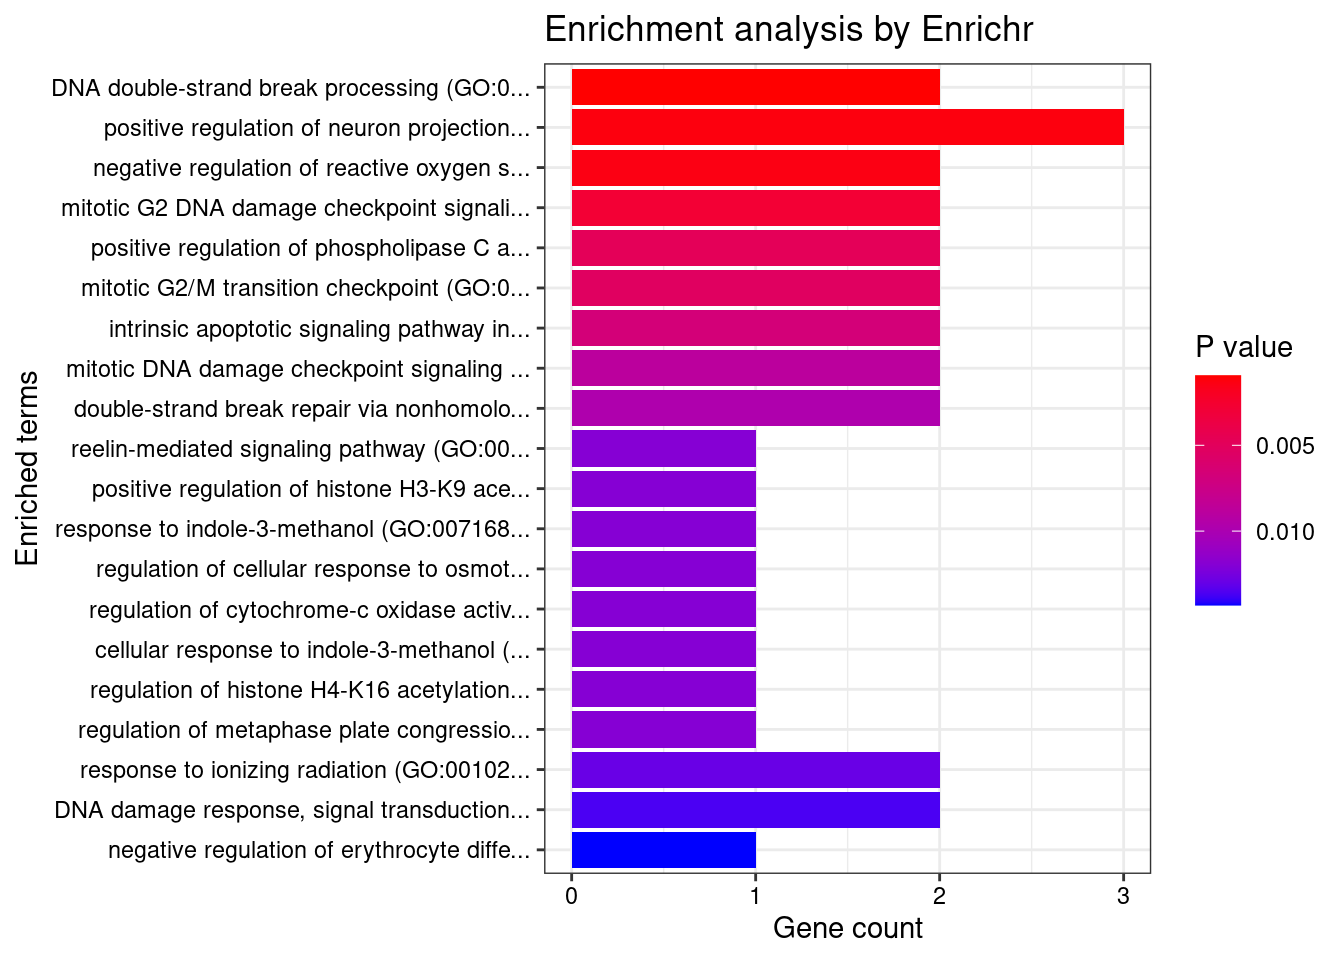 Enrichment analysis by Enrichr
DNA double-strand break processing (GO:0...
positive regulation of neuron projection...
negative regulation of reactive oxygen s...
mitotic G2 DNA damage checkpoint signali...
positive regulation of phospholipase C a...
mitotic G2/M transition checkpoint (GO:0...
intrinsic apoptotic signaling pathway in...
mitotic DNA damage checkpoint signaling ...
double-strand break repair via nonhomolo...
reelin-mediated signaling pathway (GO:00...
positive regulation of histone H3-K9 ace...
response to indole-3-methanol (GO:007168...
regulation of cellular response to osmot...
regulation of cytochrome-c oxidase activ...
cellular response to indole-3-methanol (...
regulation of histone H4-K16 acetylation...
regulation of metaphase plate congressio...
response to ionizing radiation (GO:00102...
DNA damage response, signal transduction...
negative regulation of erythrocyte diffe...
Enriched terms
0 1 2 3
Gene count
P value
0.005
0.010